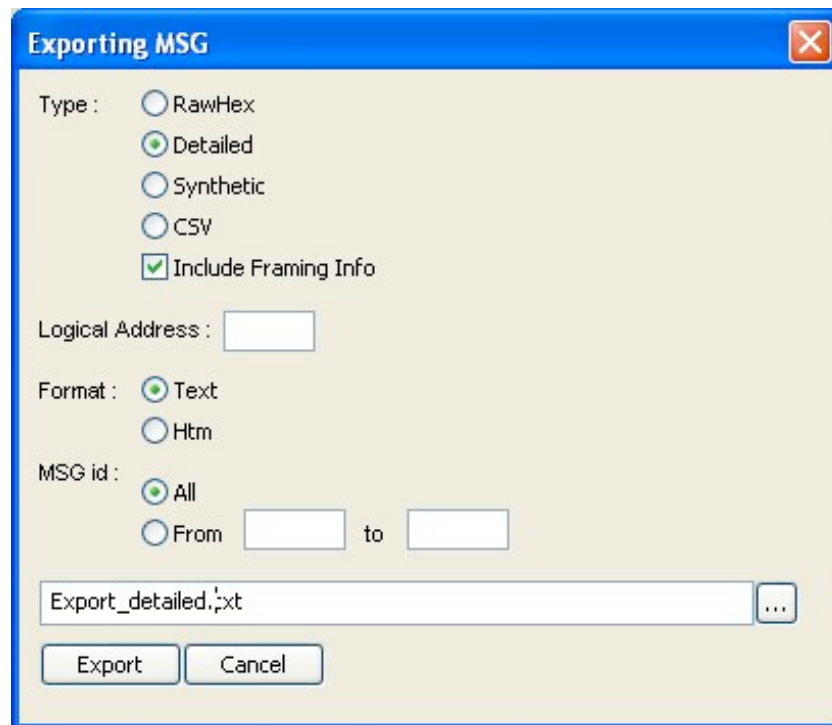 Exporting MSG
Type : RawHex
Detailed
Synthetic
CSV
Include Framing Info
Logical Address :
Format : Text
Htm
MSG id :
All
From to
Export_detailed.txt
...
Export Cancel